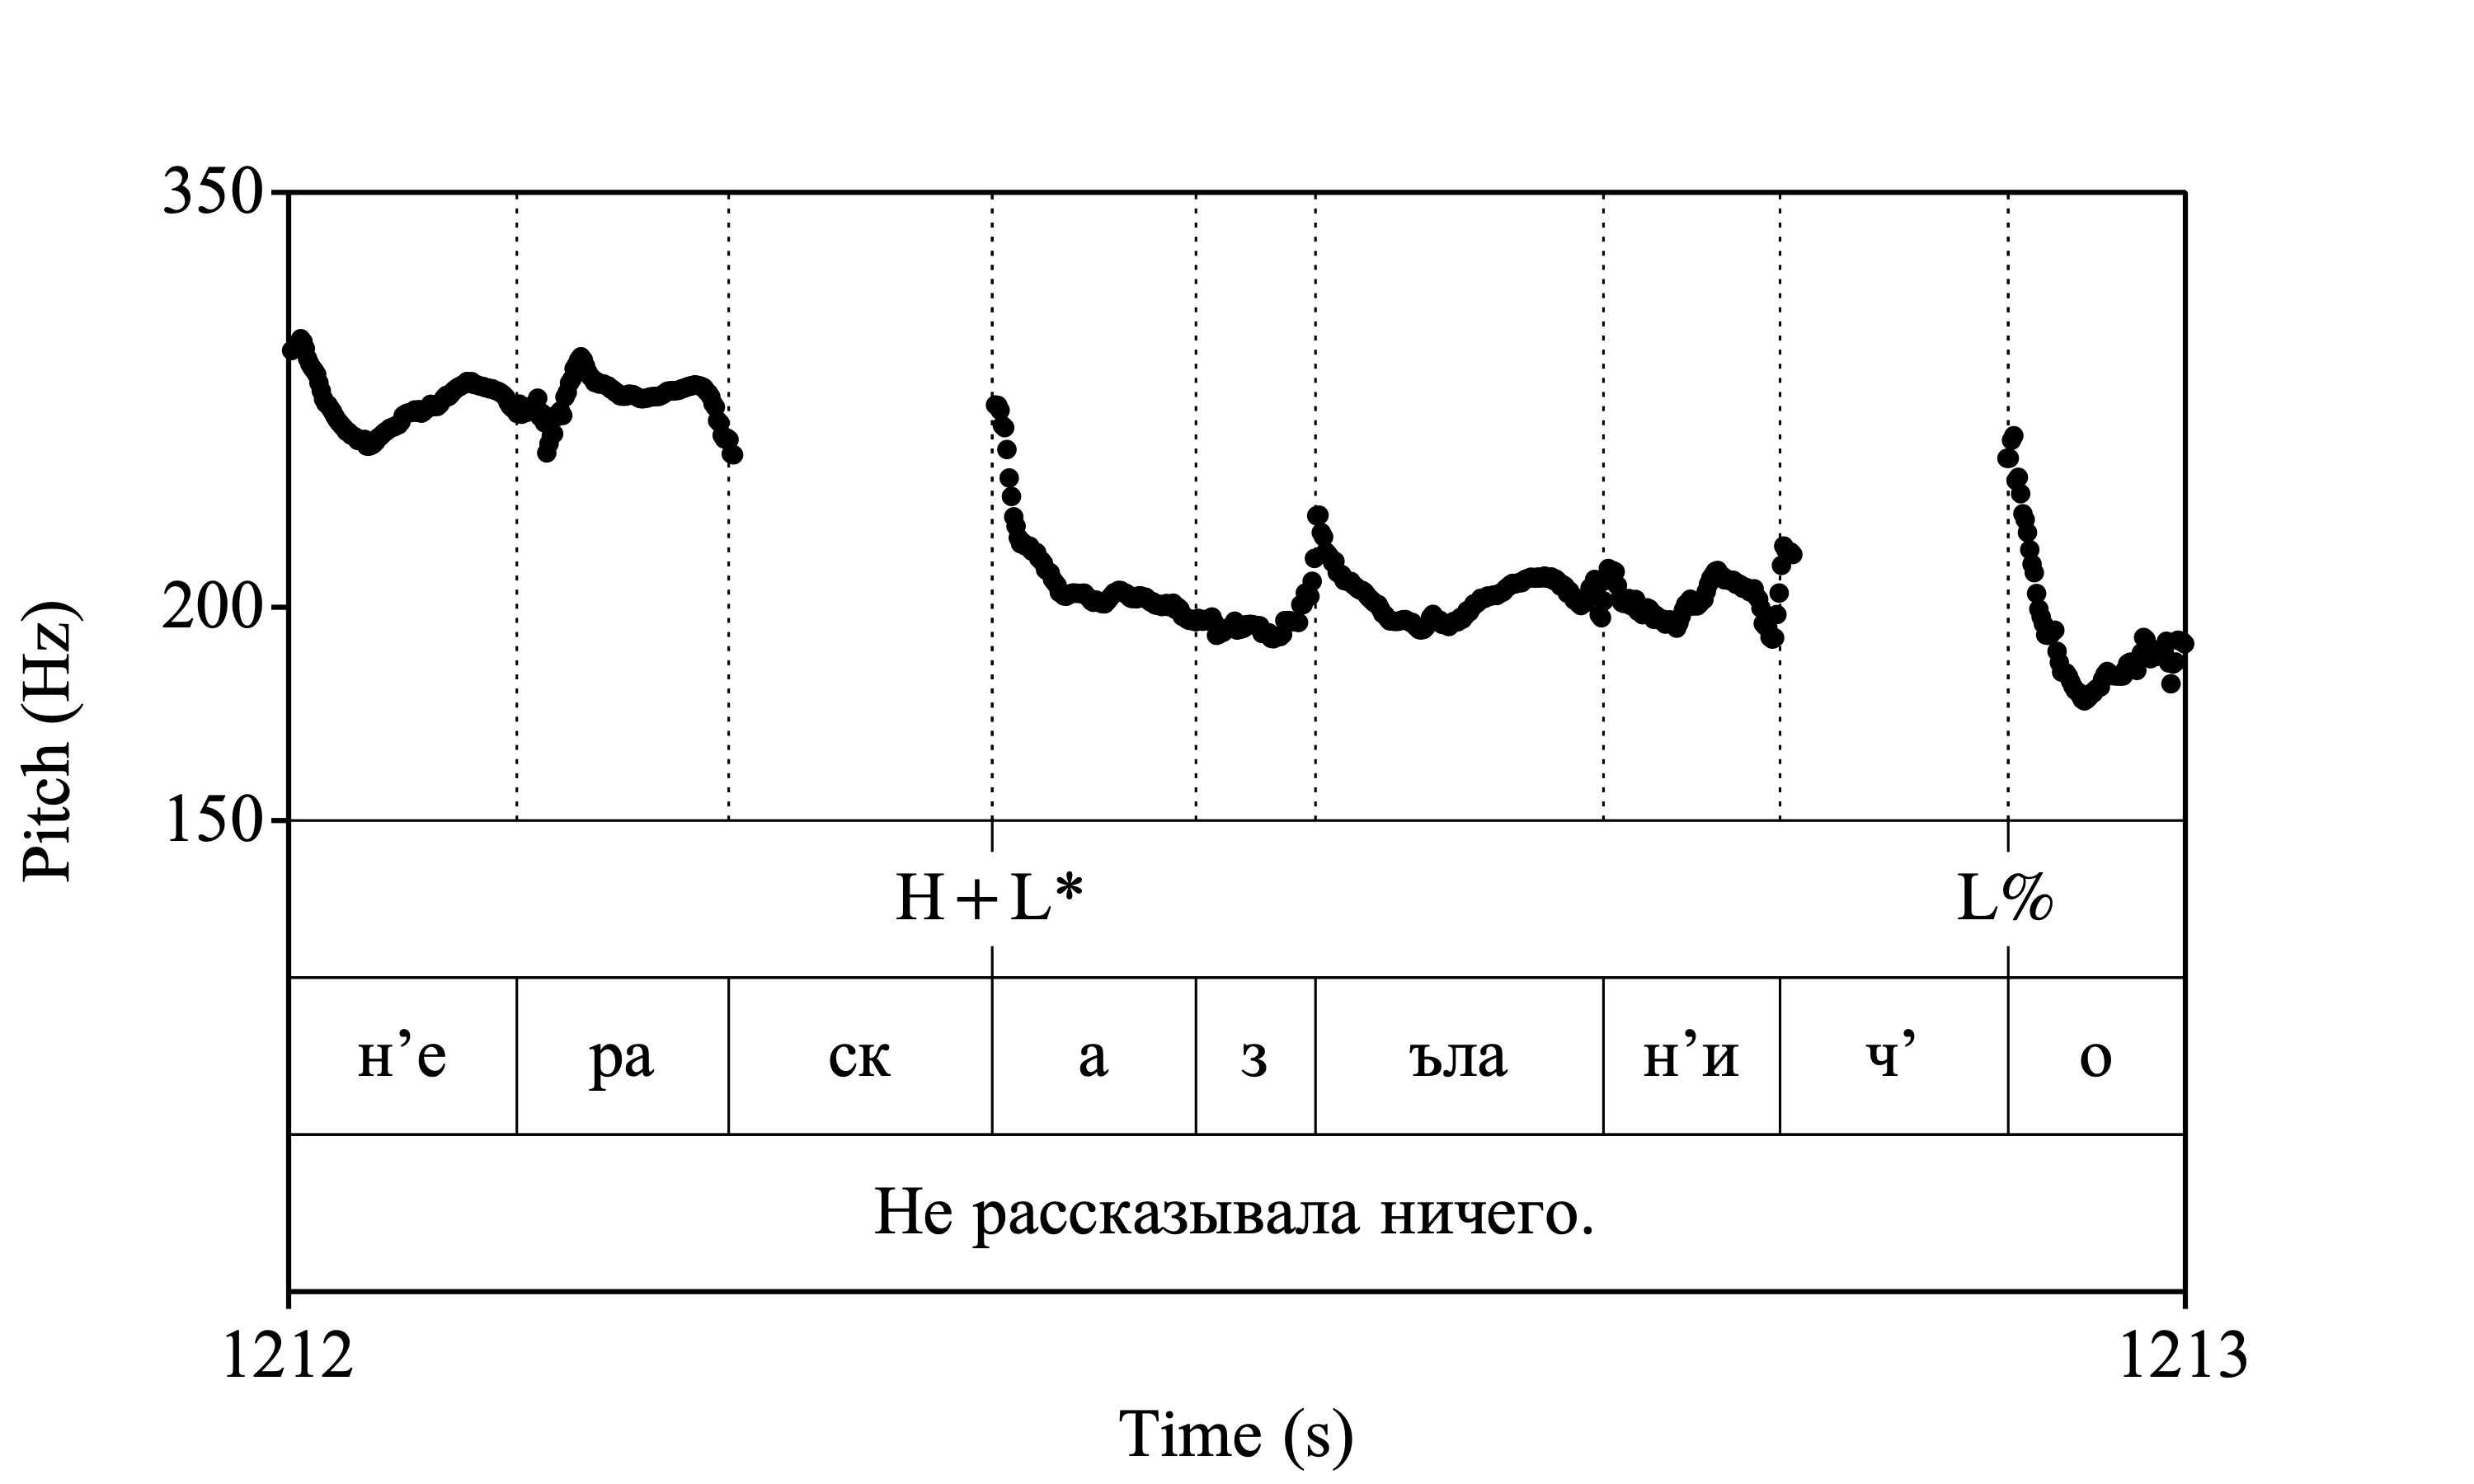 350
200
150
Pitch (Hz)
H+L* L%
н’е ра ск а з ъла н’и ч’ о
Не рассказывала ничего.
1212 1213
Time (s)